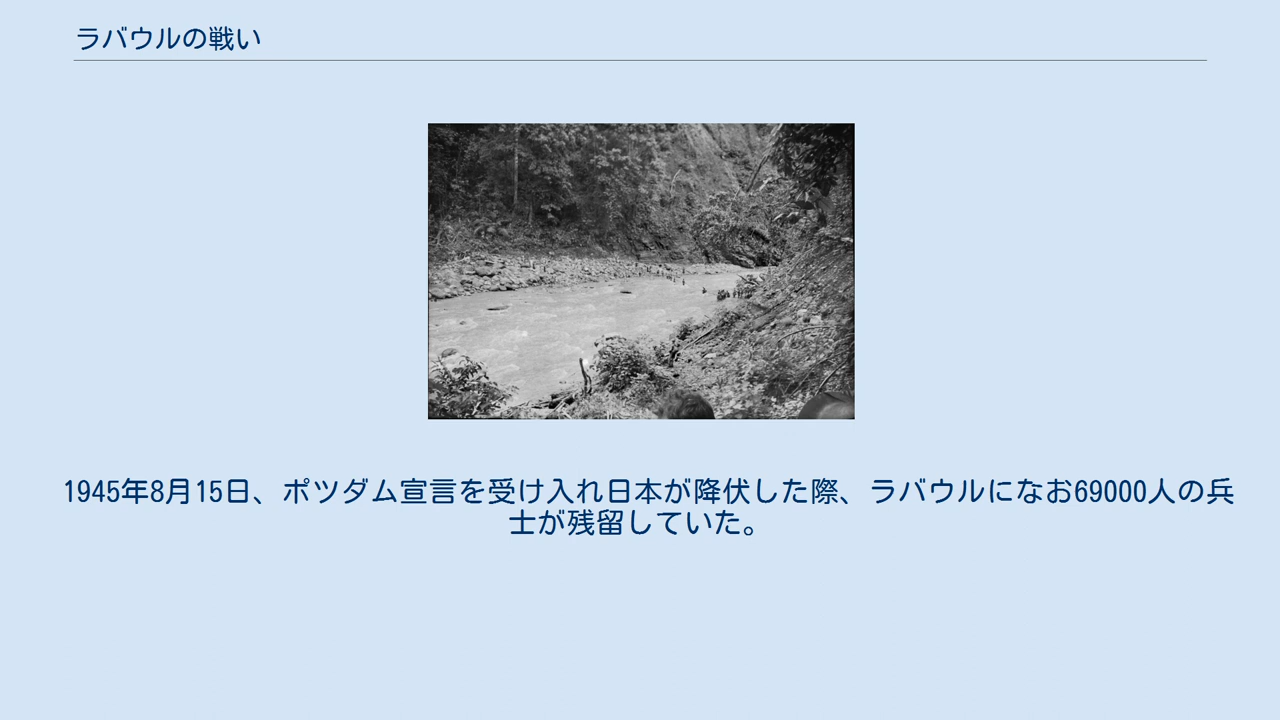 ラバウルの戦い
1945年8月15日、ポツダム宣言を受け入れ日本が降伏した際、ラバウルになお69000人の兵
士が残留していた。